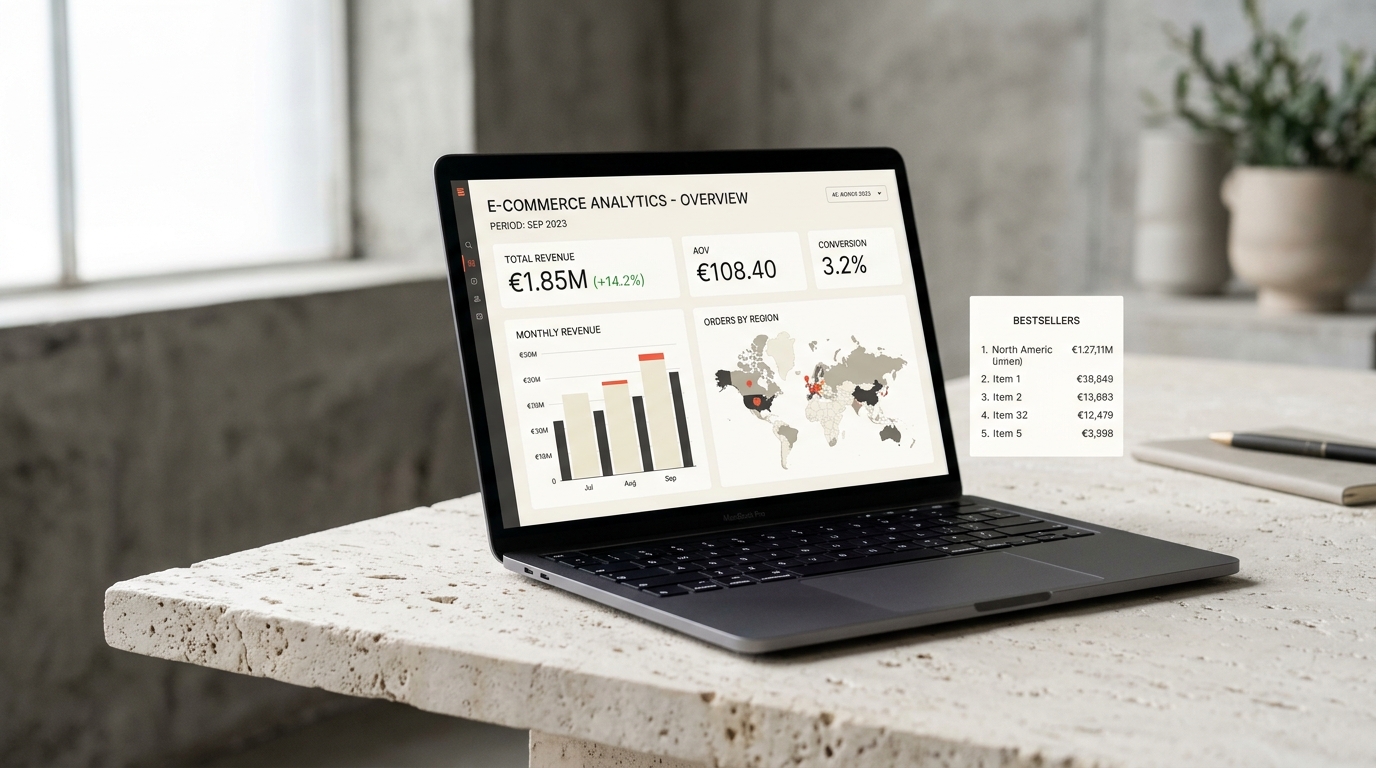 E-COMMERCE ANALYTICS - OVERVIEW
PERIOD: SEP 2023
TOTAL REVENUE
€1.85M (+14.2%)
AOV
€108.40
CONVERSION
3.2%
MONTHLY REVENUE
€50M
€30M
€30M
€10M
0
Jul
Aug
Sep
ORDERS BY REGION
MacBook Pro
BESTSELLERS
1. North Americ €1.27,11M
(imen)
2. Item 1 €38,849
3. Item 2 €13,683
4. Item 32 €12,479
5. Item 5 €3,998